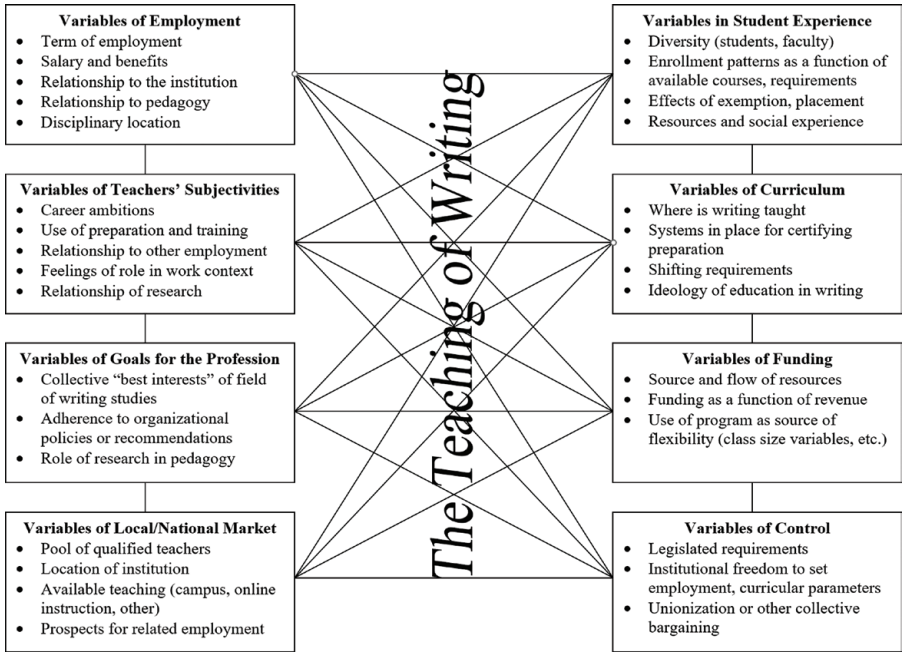 Variables of Employment
• Term of employment
• Salary and benefits
• Relationship to the institution
• Relationship to pedagogy
• Disciplinary location
Variables of Teachers’ Subjectivities
• Career ambitions
• Use of preparation and training
• Relationship to other employment
• Feelings of role in work context
• Relationship of research
Variables of Goals for the Profession
• Collective “best interests” of field
of writing studies
• Adherence to organizational
policies or recommendations
• Role of research in pedagogy
Variables of Local/National Market
• Pool of qualified teachers
• Location of institution
• Available teaching (campus, online
instruction, other)
• Prospects for related employment
The Teaching of Writing
Variables in Student Experience
• Diversity (students, faculty)
• Enrollment patterns as a function of
available courses, requirements
• Effects of exemption, placement
• Resources and social experience
Variables of Curriculum
• Where is writing taught
• Systems in place for certifying
preparation
• Shifting requirements
• Ideology of education in writing
Variables of Funding
• Source and flow of resources
• Funding as a function of revenue
• Use of program as source of
flexibility (class size variables, etc.)
Variables of Control
• Legislated requirements
• Institutional freedom to set
employment, curricular parameters
• Unionization or other collective
bargaining